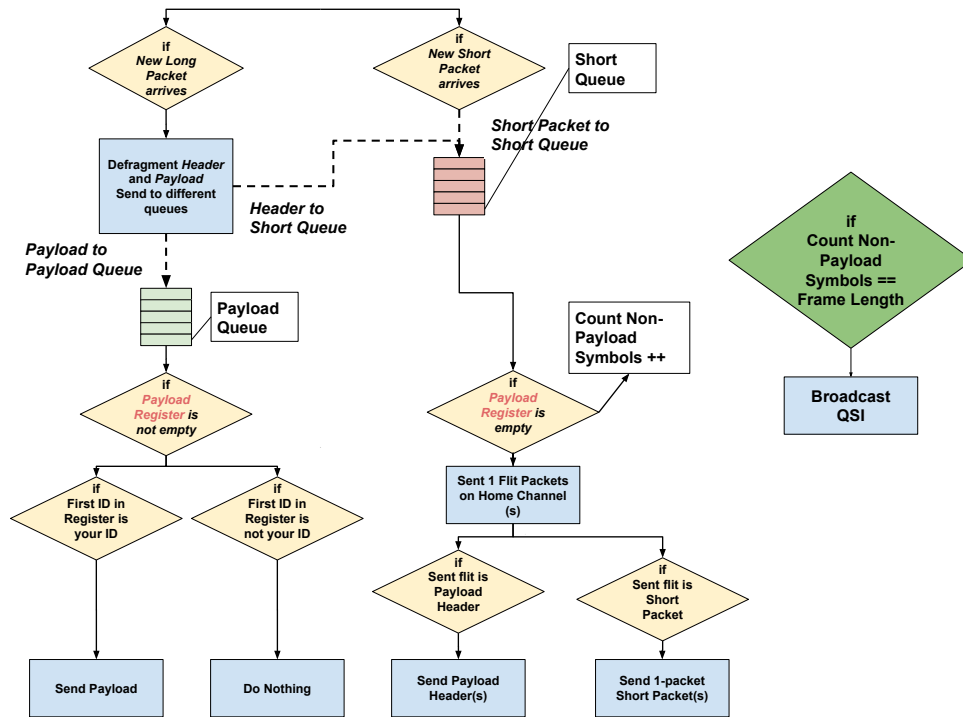 if
New Long
Packet
arrives
if
New Short
Packet
arrives
Short
Queue
Short Packet to
Short Queue
Defragment Header
and Payload
Send to different
queues
Header to
Short Queue
Payload to
Payload Queue
Payload
Queue
if
Count Non-
Payload
Symbols ==
Frame Length
Count Non-
Payload
Symbols ++
Broadcast
QSI
if
Payload
Register is
not empty
if
Payload
Register is
empty
if
First ID in
Register is
your ID
if
First ID in
Register is
not your ID
Sent 1 Flit Packets
on Home Channel
(s)
if
Sent flit is
Payload
Header
if
Sent flit is
Short
Packet
Send Payload
Do Nothing
Send Payload
Header(s)
Send 1-packet
Short Packet(s)